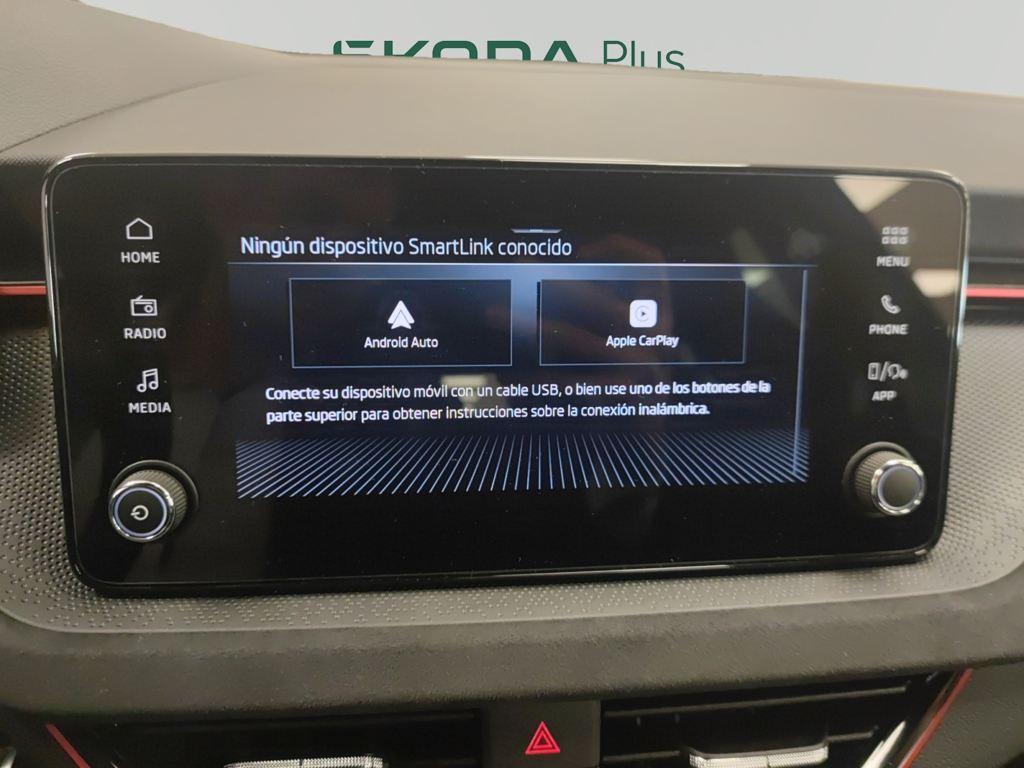 ŠKODA Plus
HOME
RADIO
MEDIA
Ningún dispositivo SmartLink conocido
Android Auto
Apple CarPlay
Conecte su dispositivo móvil con un cable USB, o bien use uno de los botones de la
parte superior para obtener instrucciones sobre la conexión inalámbrica.
MENU
PHONE
APP